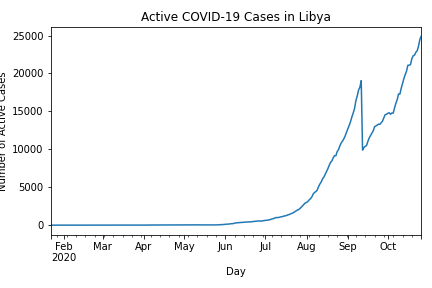 Active COVID-19 Cases in Libya
25000
20000
15000
10000
5000
0
Number of Active Cases
Feb Mar Apr May Jun Jul Aug Sep Oct
2020
Day